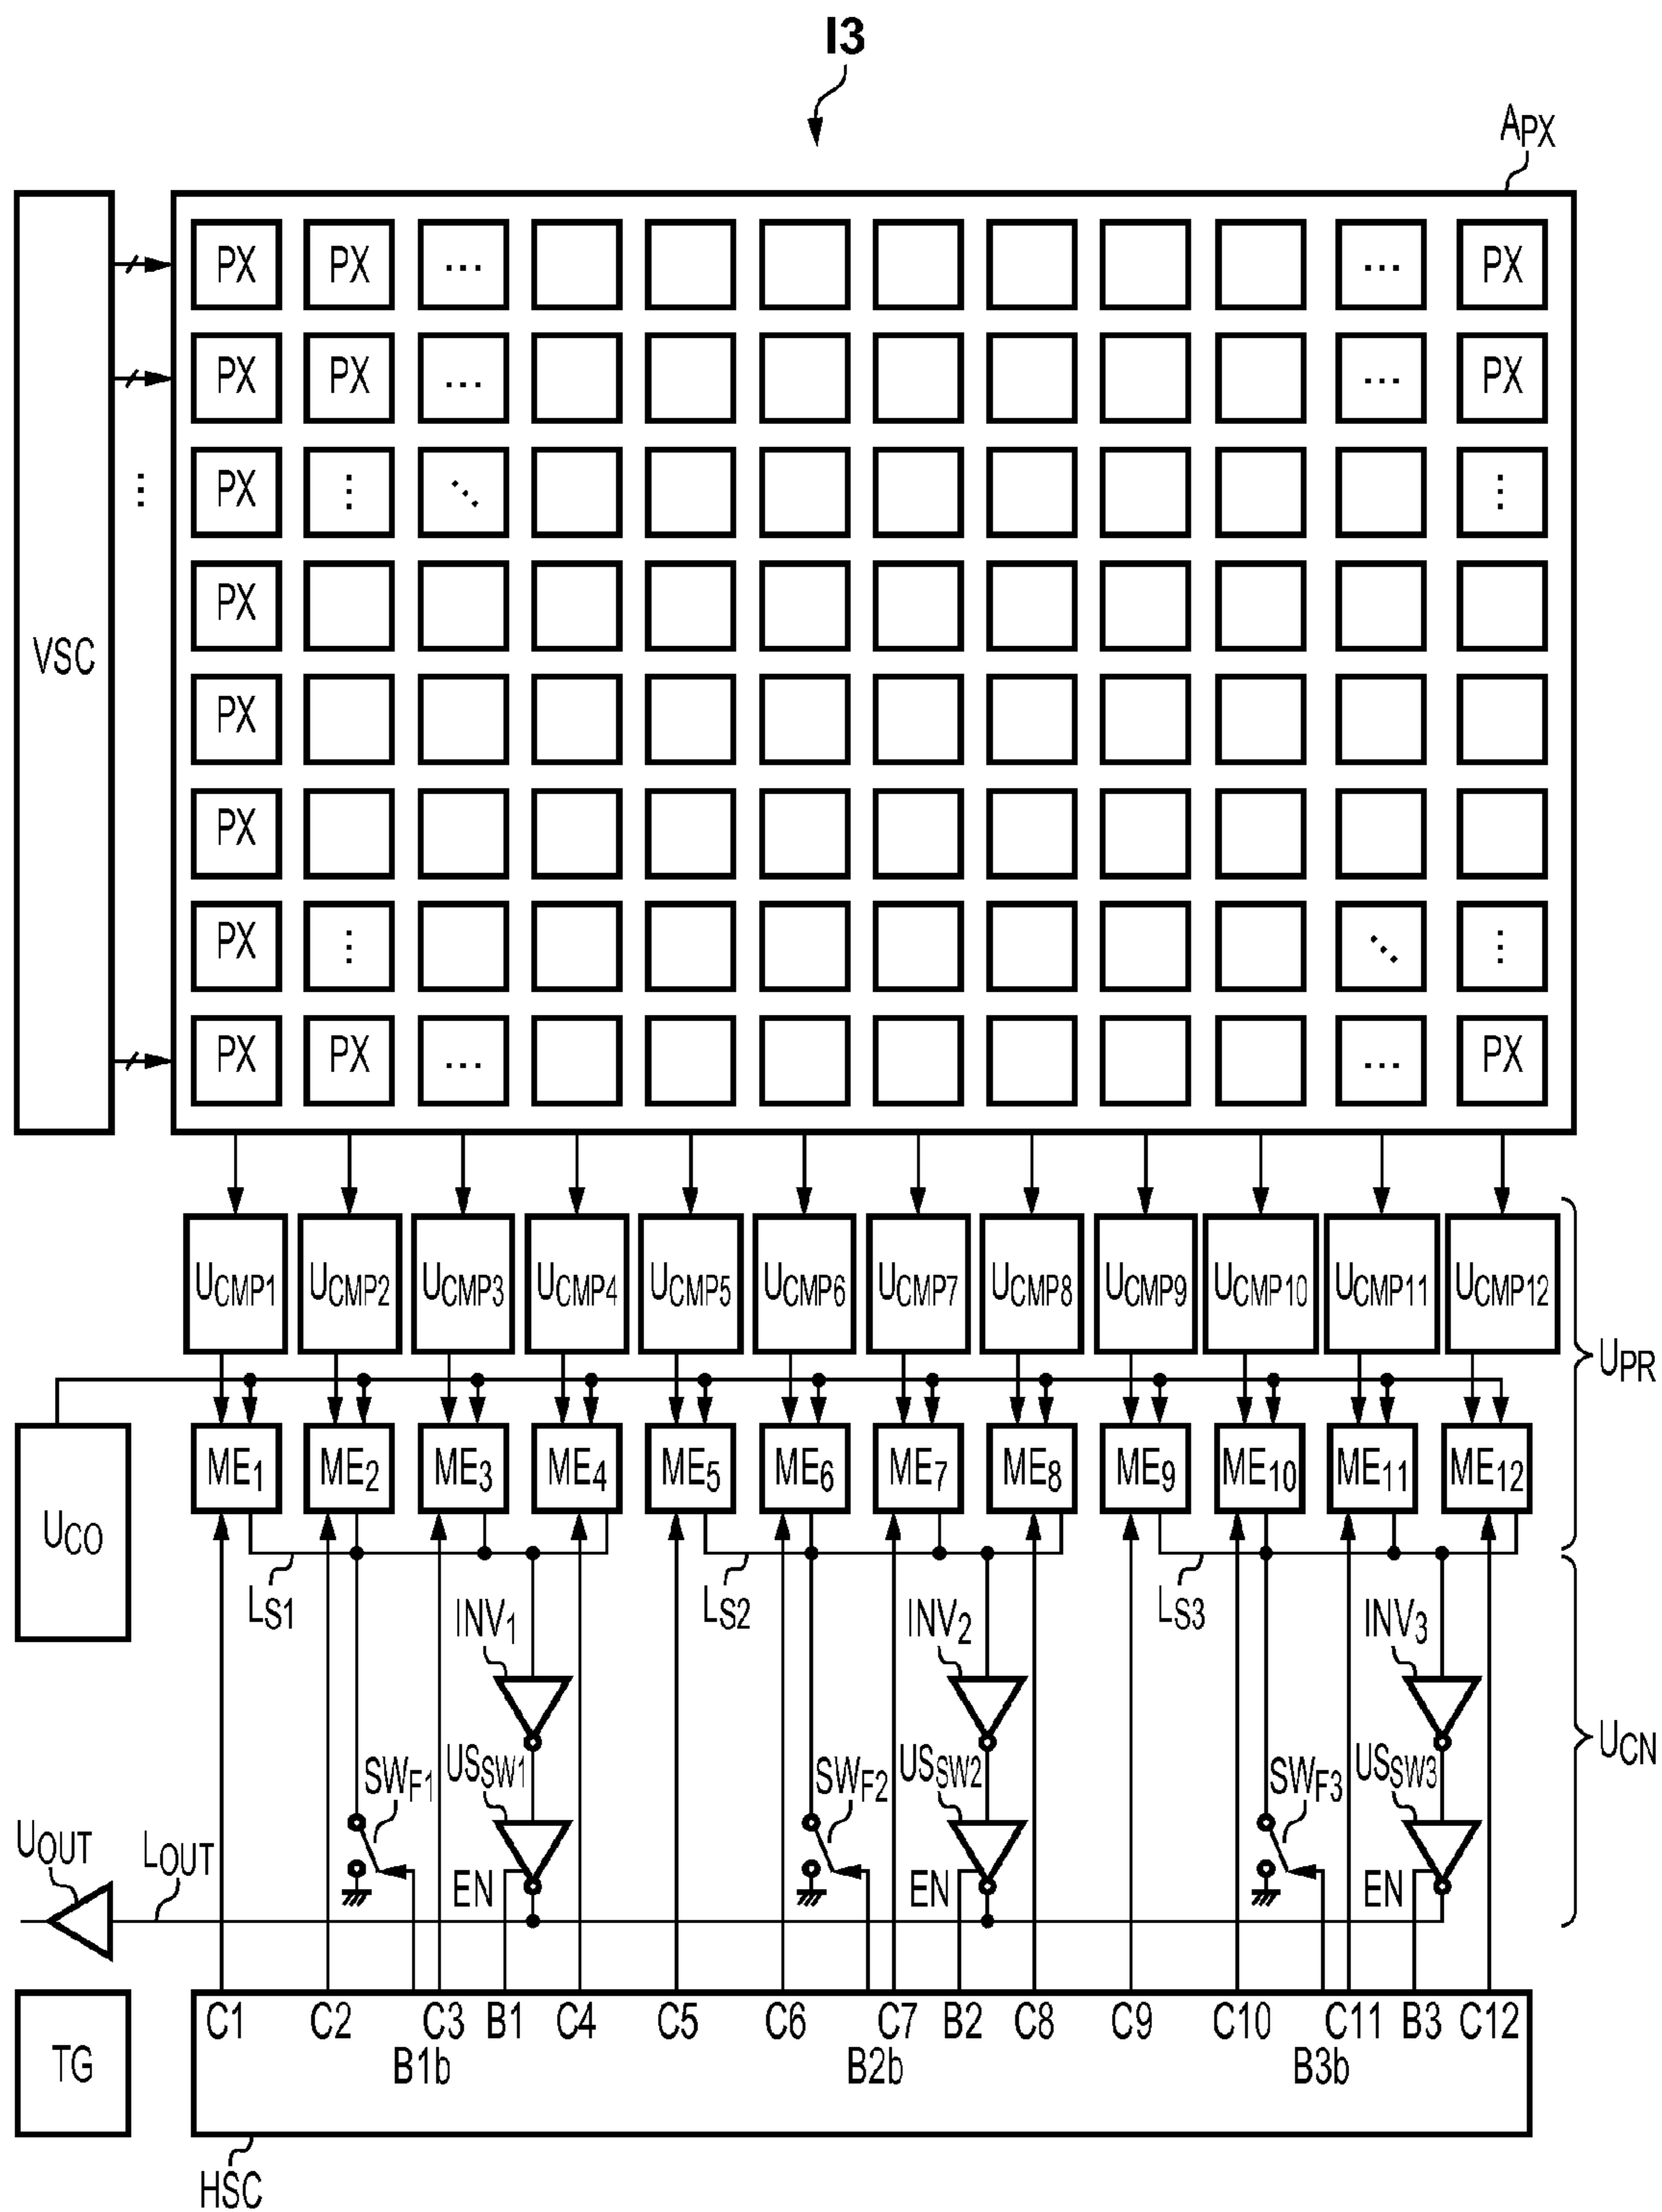 I3
APX
PX PX ... ... PX
PX PX ... ... PX
⋮ PX ⋮ ⋱ ⋮
PX
VSC
PX
PX
PX ⋮ ⋱ ⋮
PX PX ... ... PX
UCMP1 UCMP2 UCMP3 UCMP4 UCMP5 UCMP6 UCMP7 UCMP8 UCMP9 UCMP10 UCMP11 UCMP12
UPR
ME1 ME2 ME3 ME4 ME5 ME6 ME7 ME8 ME9 ME10 ME11 ME12
UCO
LS1 INV1 LS2 INV2 LS3 INV3
UCN
SWF1 USSW1 SWF2 USSW2 SWF3 USSW3
UOUT LOUT EN EN EN
C1 C2 C3 B1 C4 C5 C6 C7 B2 C8 C9 C10 C11 B3 C12
TG B1b B2b B3b
HSC